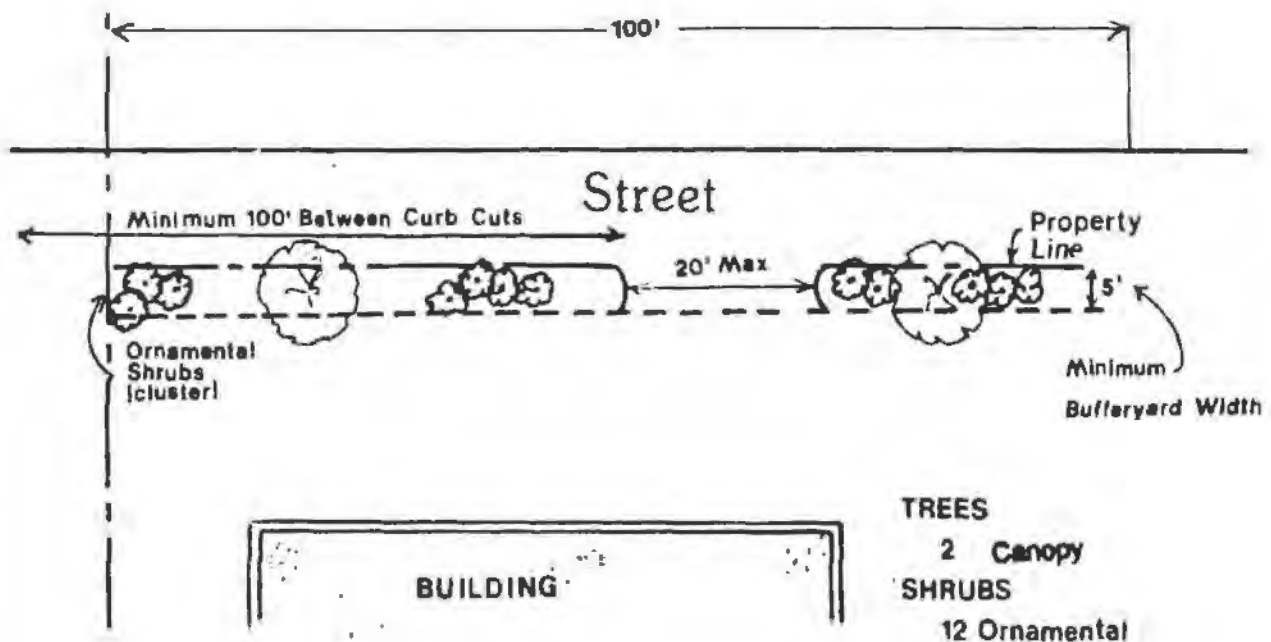 100'
Street
Minimum 100' Between Curb Cuts
Property
Line
20' Max
5'
Ornamental
Shrubs
(cluster)
Minimum
Bufferyard Width
TREES
2 Canopy
SHRUBS
12 Ornamental
BUILDING